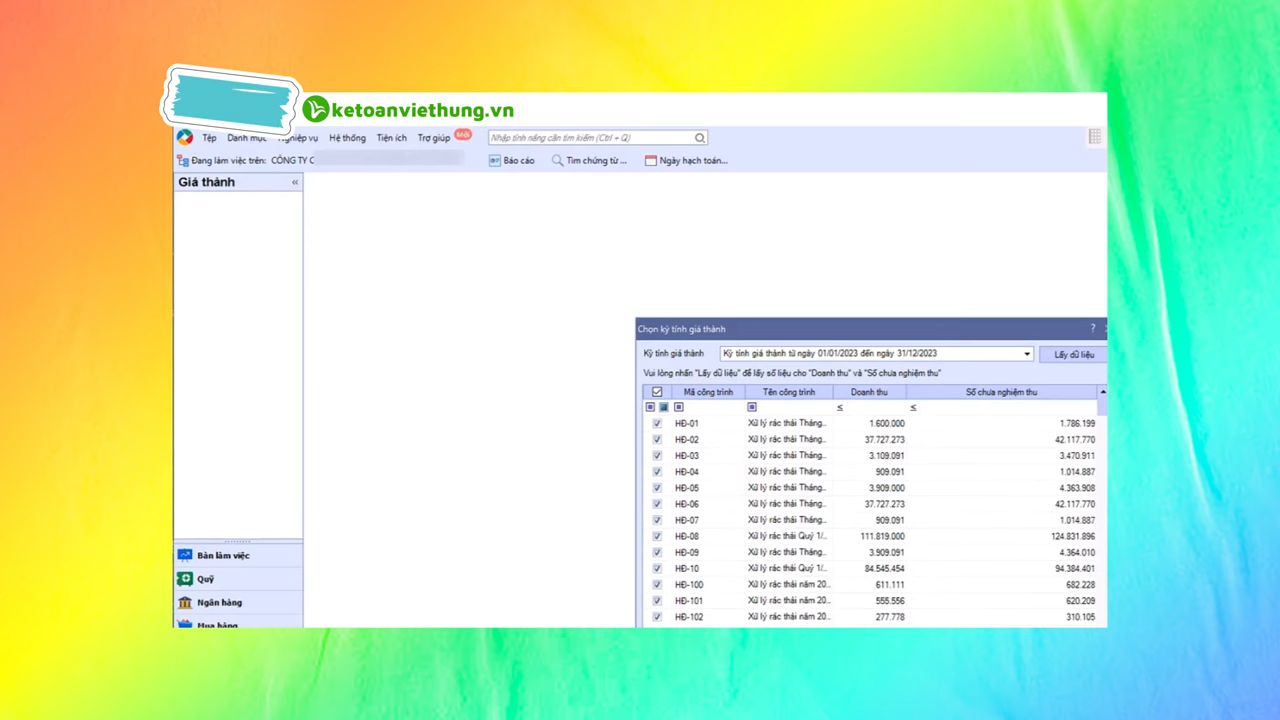 ketoanviethung.vn
Tệp Danh mục Nghiệp vụ Hệ thống Tiện ích Trợ giúp Mới Nhập tính năng cần tìm kiếm (Ctrl + Q)
Đang làm việc trên: CÔNG TY C Báo cáo Tìm chứng từ ... Ngày hạch toán...
Giá thành «
Chọn kỳ tính giá thành ?
Kỳ tính giá thành Kỳ tính giá thành từ ngày 01/01/2023 đến ngày 31/12/2023 Lấy dữ liệu
Vui lòng nhấn "Lấy dữ liệu" để lấy số liệu cho "Doanh thu" và "Số chưa nghiệm thu"
Mã công trình Tên công trình Doanh thu Số chưa nghiệm thu
≤ ≤
HĐ-01 Xử lý rác thải Tháng... 1.600.000 1.786.199
HĐ-02 Xử lý rác thải Tháng... 37.727.273 42.117.770
HĐ-03 Xử lý rác thải Tháng... 3.109.091 3.470.911
HĐ-04 Xử lý rác thải Tháng... 909.091 1.014.887
HĐ-05 Xử lý rác thải Tháng... 3.909.000 4.363.908
HĐ-06 Xử lý rác thải Tháng... 37.727.273 42.117.770
HĐ-07 Xử lý rác thải Tháng... 909.091 1.014.887
HĐ-08 Xử lý rác thải Quý 1/... 111.819.000 124.831.896
HĐ-09 Xử lý rác thải Tháng... 3.909.091 4.364.010
HĐ-10 Xử lý rác thải Quý 1/... 84.545.454 94.384.401
HĐ-100 Xử lý rác thải năm 20... 611.111 682.228
HĐ-101 Xử lý rác thải năm 20... 555.556 620.209
HĐ-102 Xử lý rác thải năm 20... 277.778 310.105
Bàn làm việc
Quỹ
Ngân hàng
Mua hàng